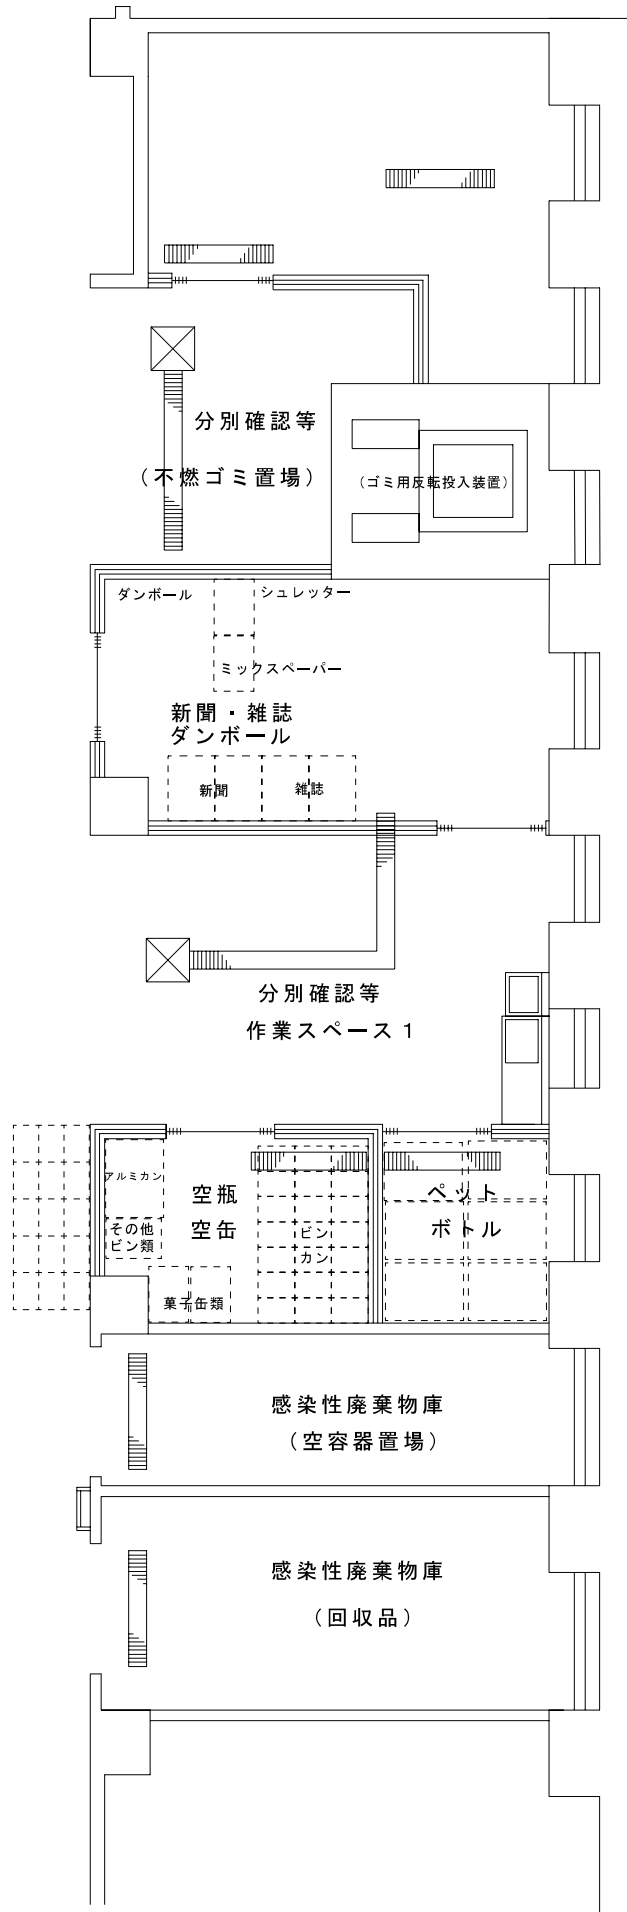 分別確認等
（不燃ゴミ置場）
（ゴミ用反転投入装置）
ダンボール
シュレッター
ミックスペーパー
新聞・雑誌
ダンボール
新聞
雑誌
分別確認等
作業スペース１
アルミカン
その他
ビン類
菓子缶類
空瓶
空缶
ビン
カン
ペット
ボトル
感染性廃棄物庫
（空容器置場）
感染性廃棄物庫
（回収品）